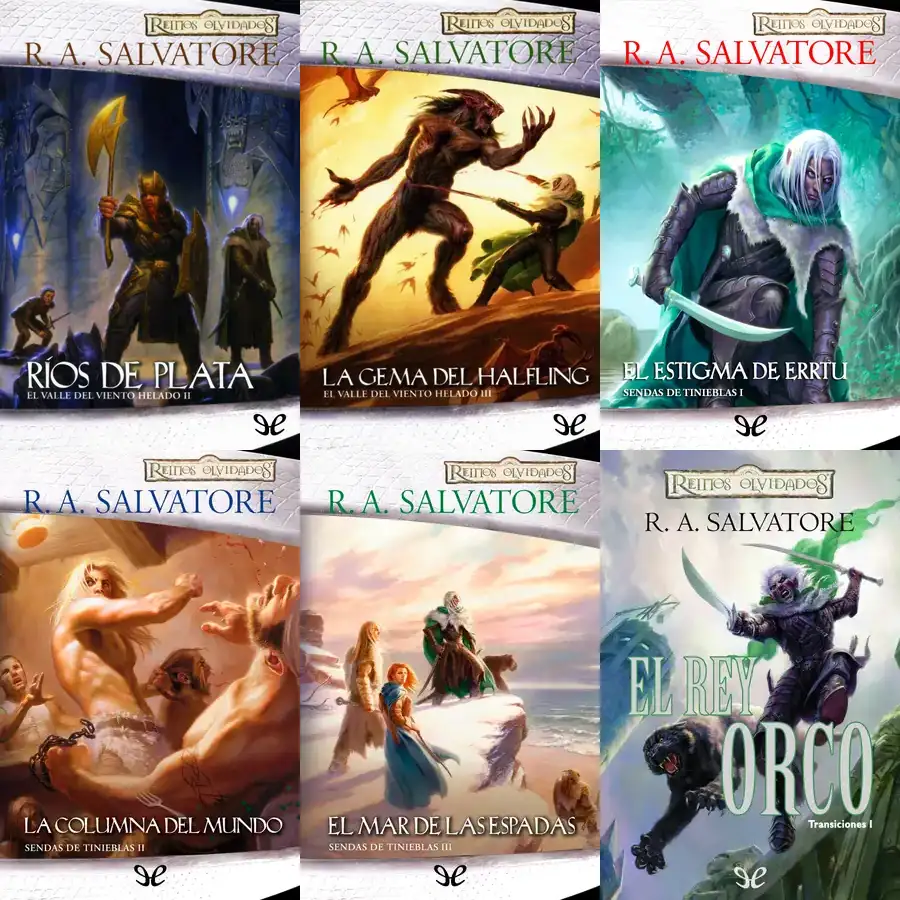 REINOS OLVIDADOS
R. A. SALVATORE
RÍOS DE PLATA
EL VALLE DEL VIENTO HELADO II
REINOS OLVIDADOS
R. A. SALVATORE
LA GEMA DEL HALFLING
EL VALLE DEL VIENTO HELADO III
REINOS OLVIDADOS
R. A. SALVATORE
EL ESTIGMA DE ERRTU
SENDAS DE TINIEBLAS I
REINOS OLVIDADOS
R. A. SALVATORE
LA COLUMNA DEL MUNDO
SENDAS DE TINIEBLAS II
REINOS OLVIDADOS
R. A. SALVATORE
EL MAR DE LAS ESPADAS
SENDAS DE TINIEBLAS III
REINOS OLVIDADOS
R. A. SALVATORE
EL REY
ORCO
Transiciones I